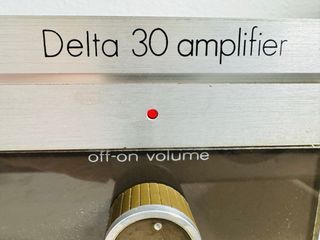 Delta 30 amplifier
off-on volume